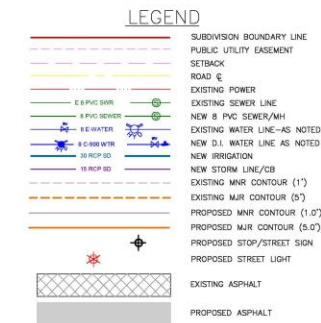 LEGEND
SUBDIVISION BOUNDARY LINE
PUBLIC UTILITY EASEMENT
SETBACK
ROAD ℄
EXISTING POWER
E 8 PVC SWR S EXISTING SEWER LINE
8 PVC SEWER S NEW 8 PVC SEWER/MH
8 E-WATER EXISTING WATER LINE-AS NOTED
8 C-900 WTR NEW D.I. WATER LINE AS NOTED
30 RCP SD NEW IRRIGATION
15 RCP SD NEW STORM LINE/CB
EXISTING MNR CONTOUR (1')
EXISTING MJR CONTOUR (5')
PROPOSED MNR CONTOUR (1.0')
PROPOSED MJR CONTOUR (5.0')
PROPOSED STOP/STREET SIGN
PROPOSED STREET LIGHT
EXISTING ASPHALT
PROPOSED ASPHALT